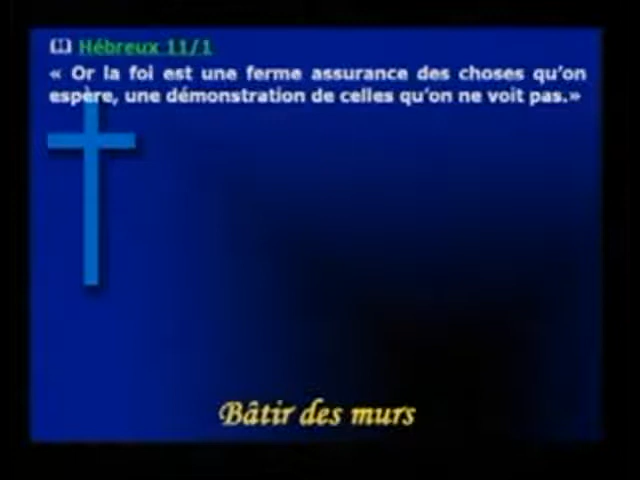 Hébreux 11/1
« Or la foi est une ferme assurance des choses qu'on
espère, une démonstration de celles qu'on ne voit pas.»
Bâtir des murs